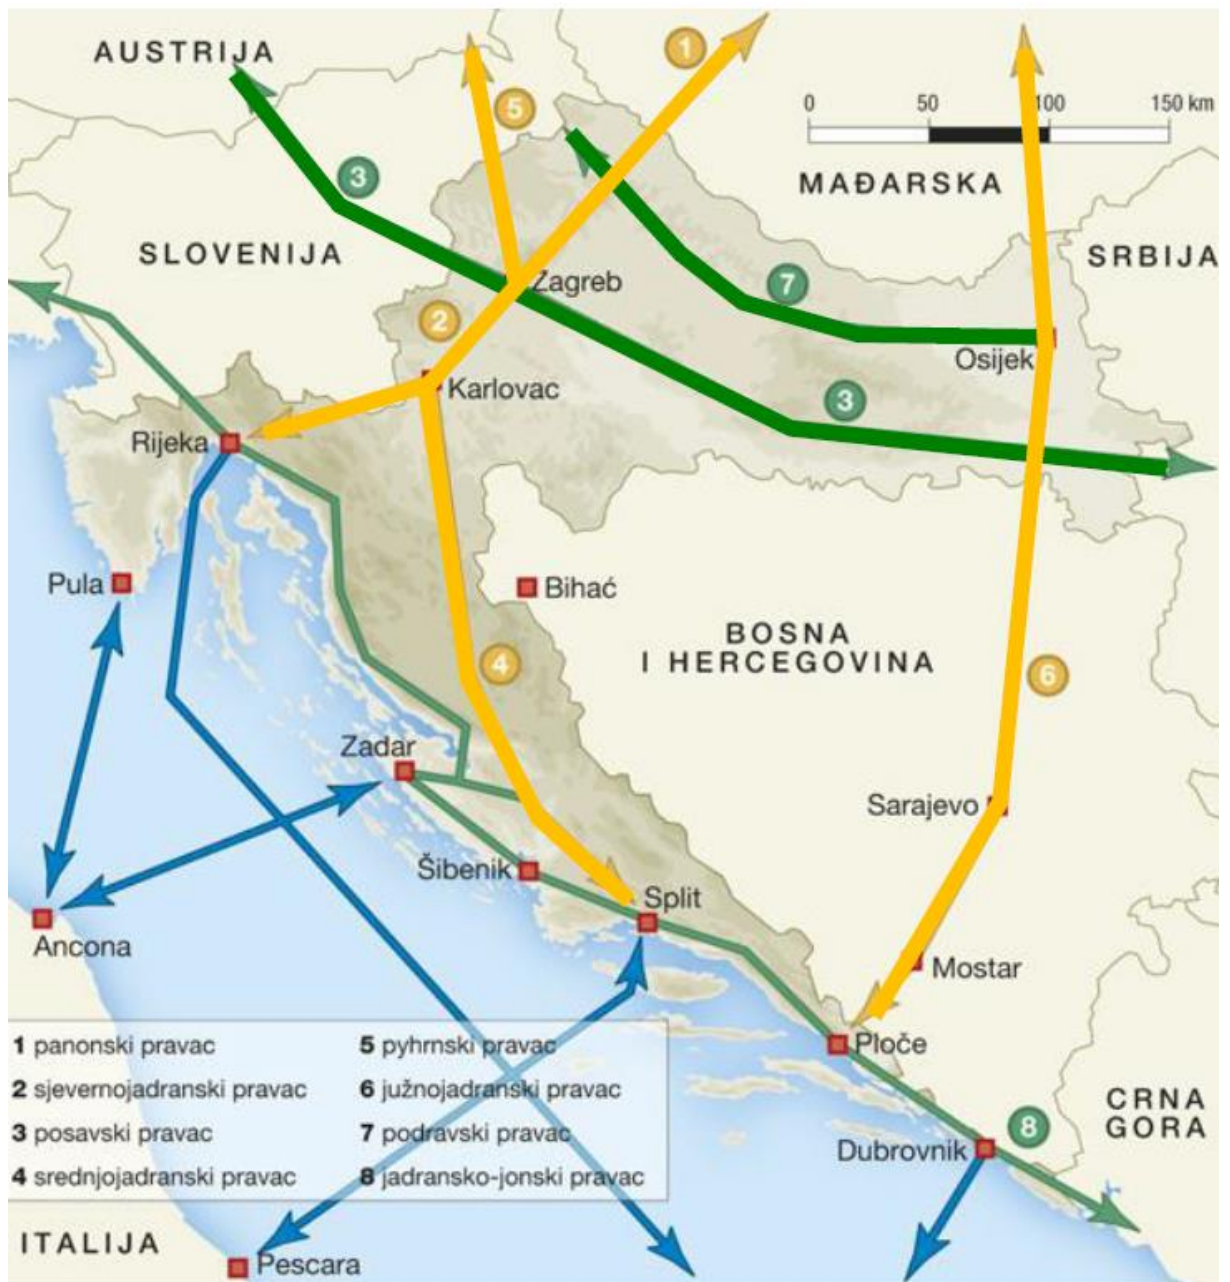 AUSTRIJA
1
5
0 50 100 150 km
3
MAĐARSKA
SLOVENIJA
SRBIJA
Zagreb
7
2
Osijek
Karlovac
3
Rijeka
Pula
Bihać
BOSNA
I HERCEGOVINA
4
6
Zadar
Sarajevo
Šibenik
Split
Ancona
Mostar
Ploče
1 panonski pravac
2 sjevernojadranski pravac
3 posavski pravac
4 srednjojadranski pravac
5 pyhrnski pravac
6 južnojadranski pravac
7 podravski pravac
8 jadransko-jonski pravac
CRNA
GORA
8
Dubrovnik
ITALIJA
Pescara